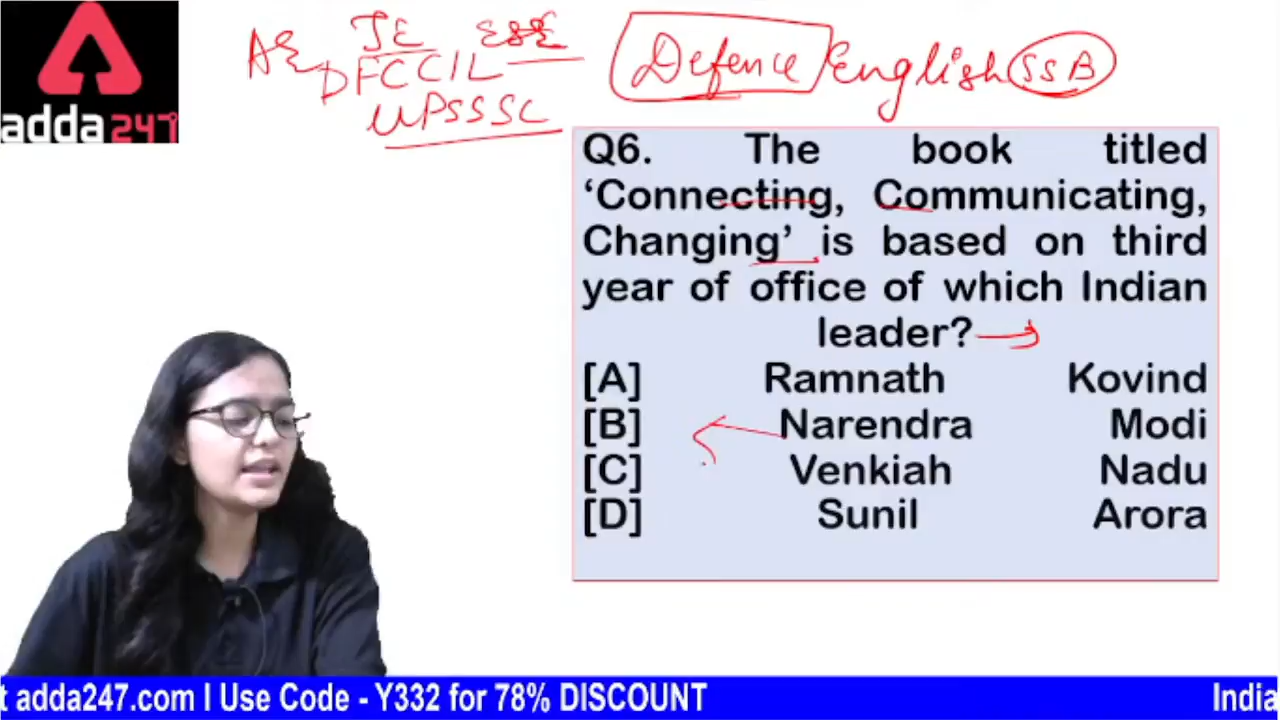 adda247
AE JE ESE
DFCCIL
UPSSSC
Defence English SSB
Q6. The book titled
‘Connecting, Communicating,
Changing’ is based on third
year of office of which Indian
leader?
[A] Ramnath Kovind
[B] Narendra Modi
[C] Venkiah Nadu
[D] Sunil Arora
t adda247.com I Use Code - Y332 for 78% DISCOUNT India